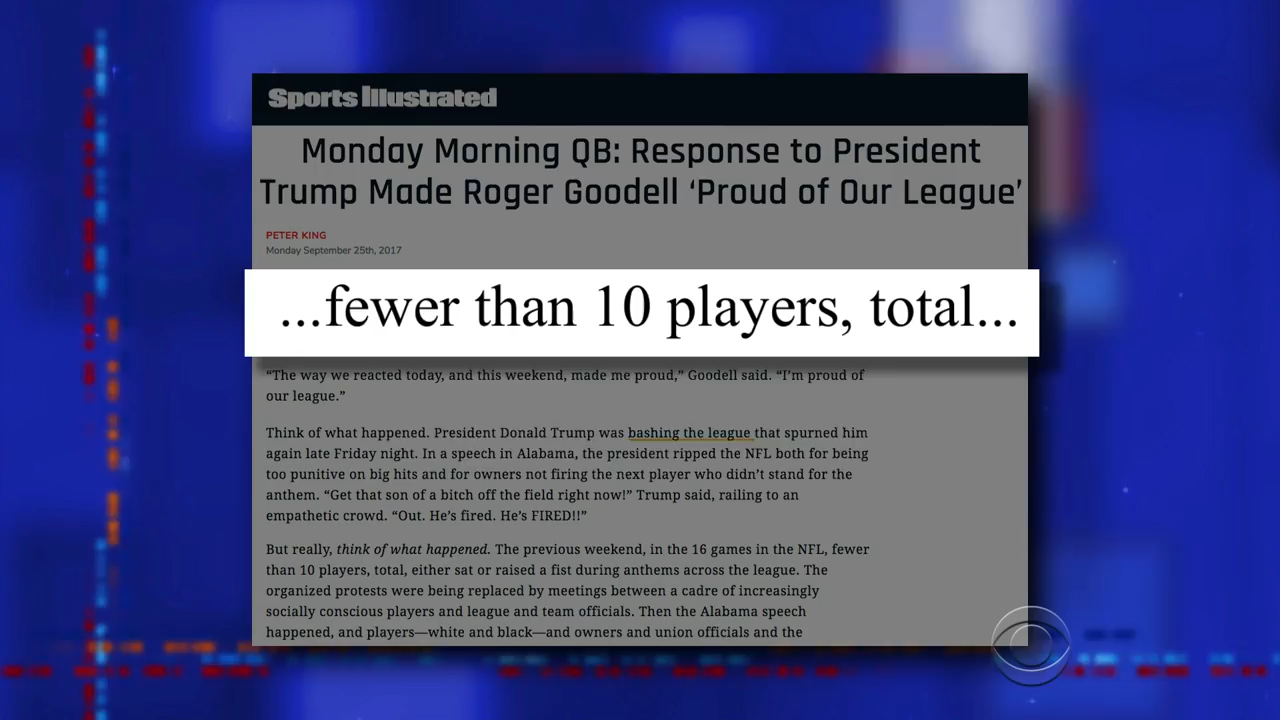 Sports Illustrated
Monday Morning QB: Response to President
Trump Made Roger Goodell ‘Proud of Our League’
PETER KING
Monday September 25th, 2017
...fewer than 10 players, total...
“The way we reacted today, and this weekend, made me proud,” Goodell said. “I’m proud of
our league.”
Think of what happened. President Donald Trump was bashing the league that spurned him
again late Friday night. In a speech in Alabama, the president ripped the NFL both for being
too punitive on big hits and for owners not firing the next player who didn’t stand for the
anthem. “Get that son of a bitch off the field right now!” Trump said, railing to an
empathetic crowd. “Out. He’s fired. He’s FIRED!!”
But really, think of what happened. The previous weekend, in the 16 games in the NFL, fewer
than 10 players, total, either sat or raised a fist during anthems across the league. The
organized protests were being replaced by meetings between a cadre of increasingly
socially conscious players and league and team officials. Then the Alabama speech
happened, and players—white and black—and owners and union officials and the